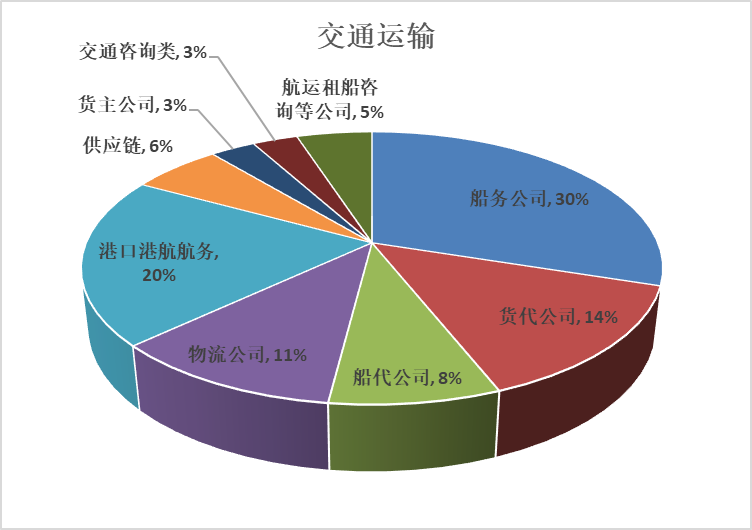 交通运输
交通咨询类, 3%
航运租船咨
询等公司, 5%
货主公司, 3%
供应链, 6%
船务公司, 30%
港口港航航务,
20%
货代公司, 14%
物流公司, 11%
船代公司, 8%